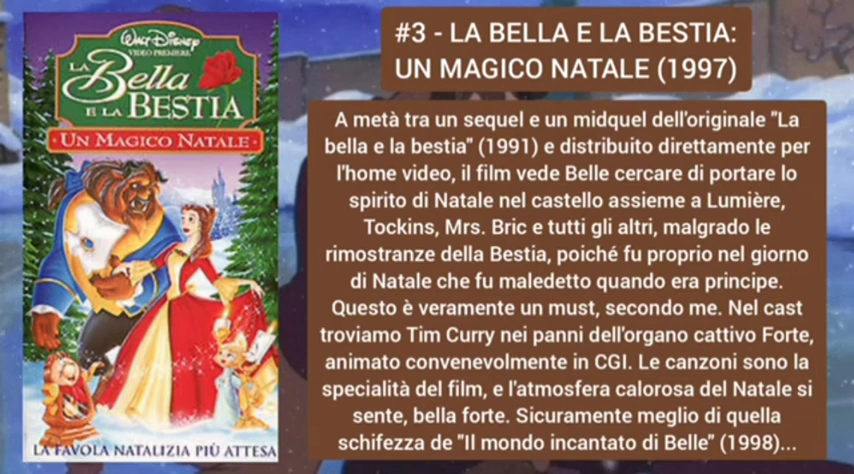 WALT DISNEY
VIDEO PREMIERE
LA
Bella
E LA BESTIA
UN MAGICO NATALE
LA FAVOLA NATALIZIA PIÙ ATTESA
#3 - LA BELLA E LA BESTIA:
UN MAGICO NATALE (1997)
A metà tra un sequel e un midquel dell'originale "La
bella e la bestia" (1991) e distribuito direttamente per
l'home video, il film vede Belle cercare di portare lo
spirito di Natale nel castello assieme a Lumière,
Tockins, Mrs. Bric e tutti gli altri, malgrado le
rimostranze della Bestia, poiché fu proprio nel giorno
di Natale che fu maledetto quando era principe.
Questo è veramente un must, secondo me. Nel cast
troviamo Tim Curry nei panni dell'organo cattivo Forte,
animato convenevolmente in CGI. Le canzoni sono la
specialità del film, e l'atmosfera calorosa del Natale si
sente, bella forte. Sicuramente meglio di quella
schifezza de "Il mondo incantato di Belle" (1998)...